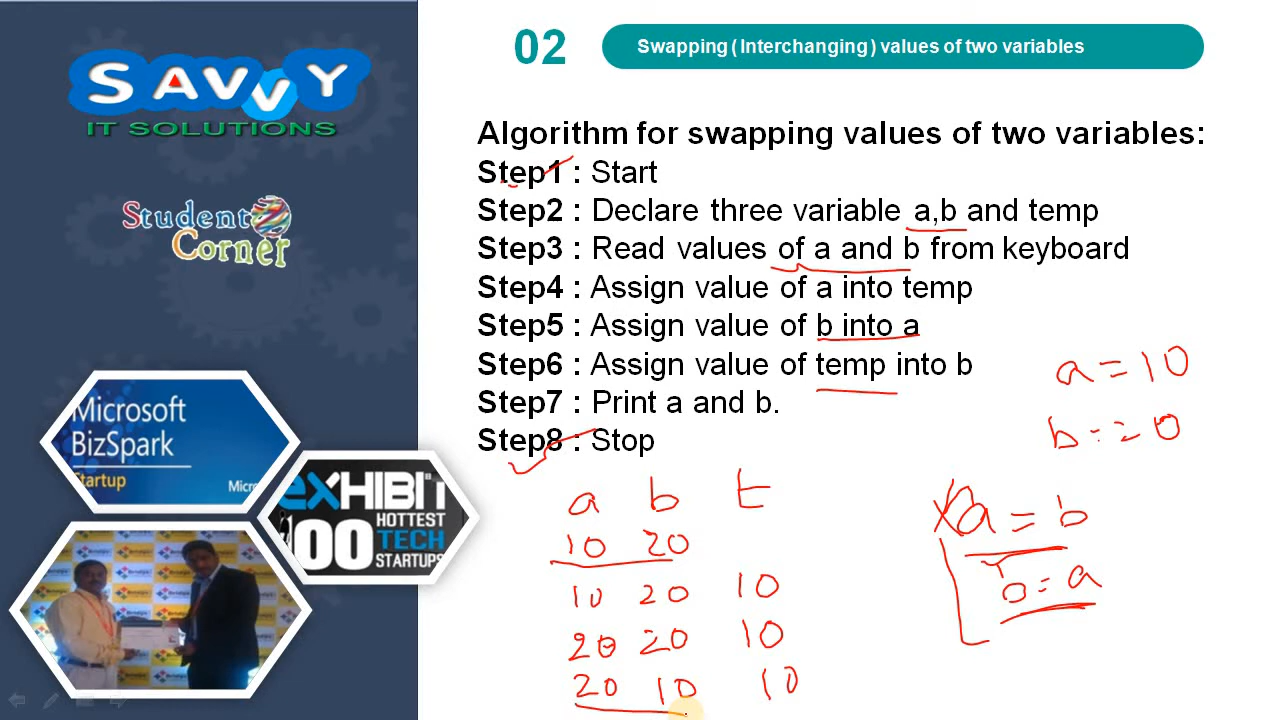 SAVVY
IT SOLUTIONS
Student
Corner
Microsoft
BizSpark
Startup
Micr
eXHIBIT
100 HOTTEST
TECH
STARTUPS
02 Swapping ( Interchanging ) values of two variables
Algorithm for swapping values of two variables:
Step1 : Start
Step2 : Declare three variable a,b and temp
Step3 : Read values of a and b from keyboard
Step4 : Assign value of a into temp
Step5 : Assign value of b into a
Step6 : Assign value of temp into b
Step7 : Print a and b.
Step8 : Stop
a = 10
b = 20
a b t
10 20
10 20 10
20 20 10
20 10 10
a = b
b = a